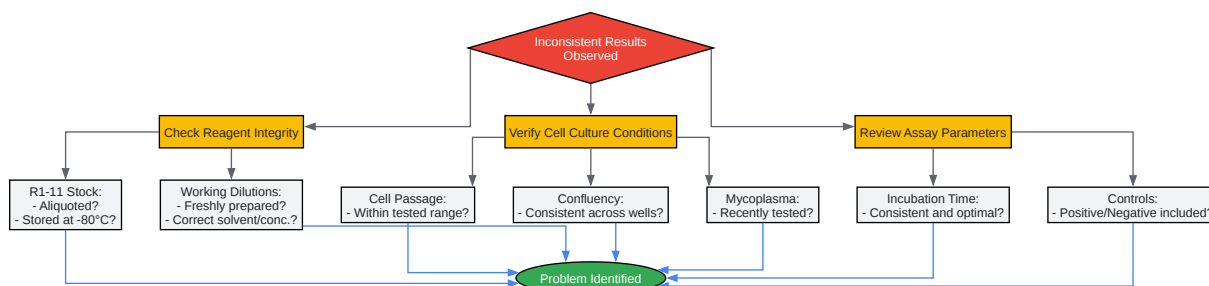 Inconsistent Results
Observed
Check Reagent Integrity
Verify Cell Culture Conditions
Review Assay Parameters
R1-11 Stock:
- Aliquoted?
- Stored at -80°C?
Working Dilutions:
- Freshly prepared?
- Correct solvent/conc.?
Cell Passage:
- Within tested range?
Confluency:
- Consistent across wells?
Mycoplasma:
- Recently tested?
Incubation Time:
- Consistent and optimal?
Controls:
- Positive/Negative included?
Problem Identified